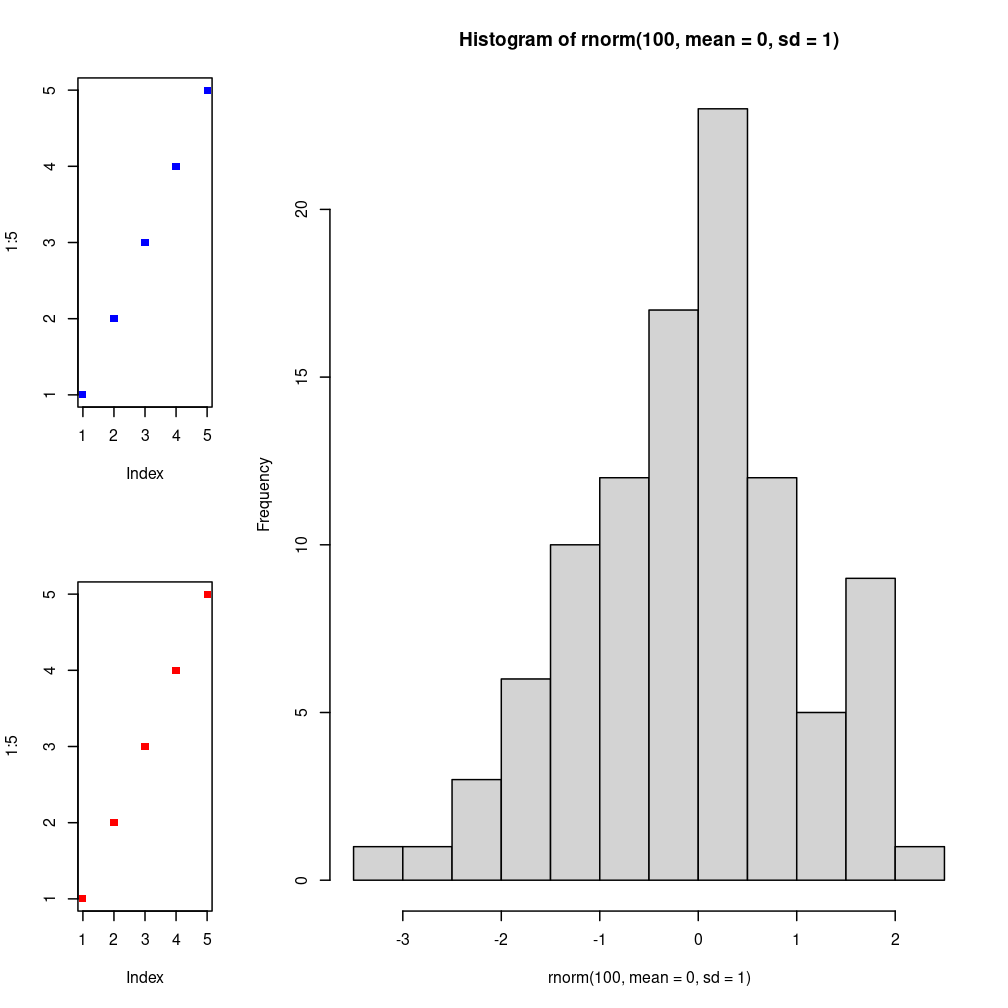 Histogram of rnorm(100, mean = 0, sd = 1)
5
4
3
2
1
1:5
1 2 3 4 5
Index
5
4
3
2
1
1:5
1 2 3 4 5
Index
20
15
10
5
0
Frequency
-3 -2 -1 0 1 2
rnorm(100, mean = 0, sd = 1)